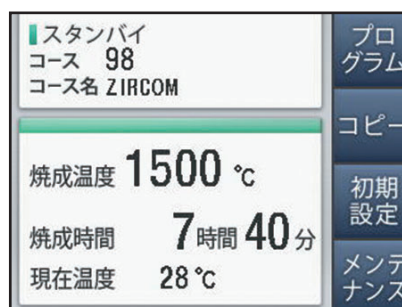 スタンバイ
コース 98
コース名 ZIRCOM
焼成温度 1500 ℃
焼成時間 7時間40分
現在温度 28℃
プロ
グラム
コピー
初期
設定
メンテ
ナンス